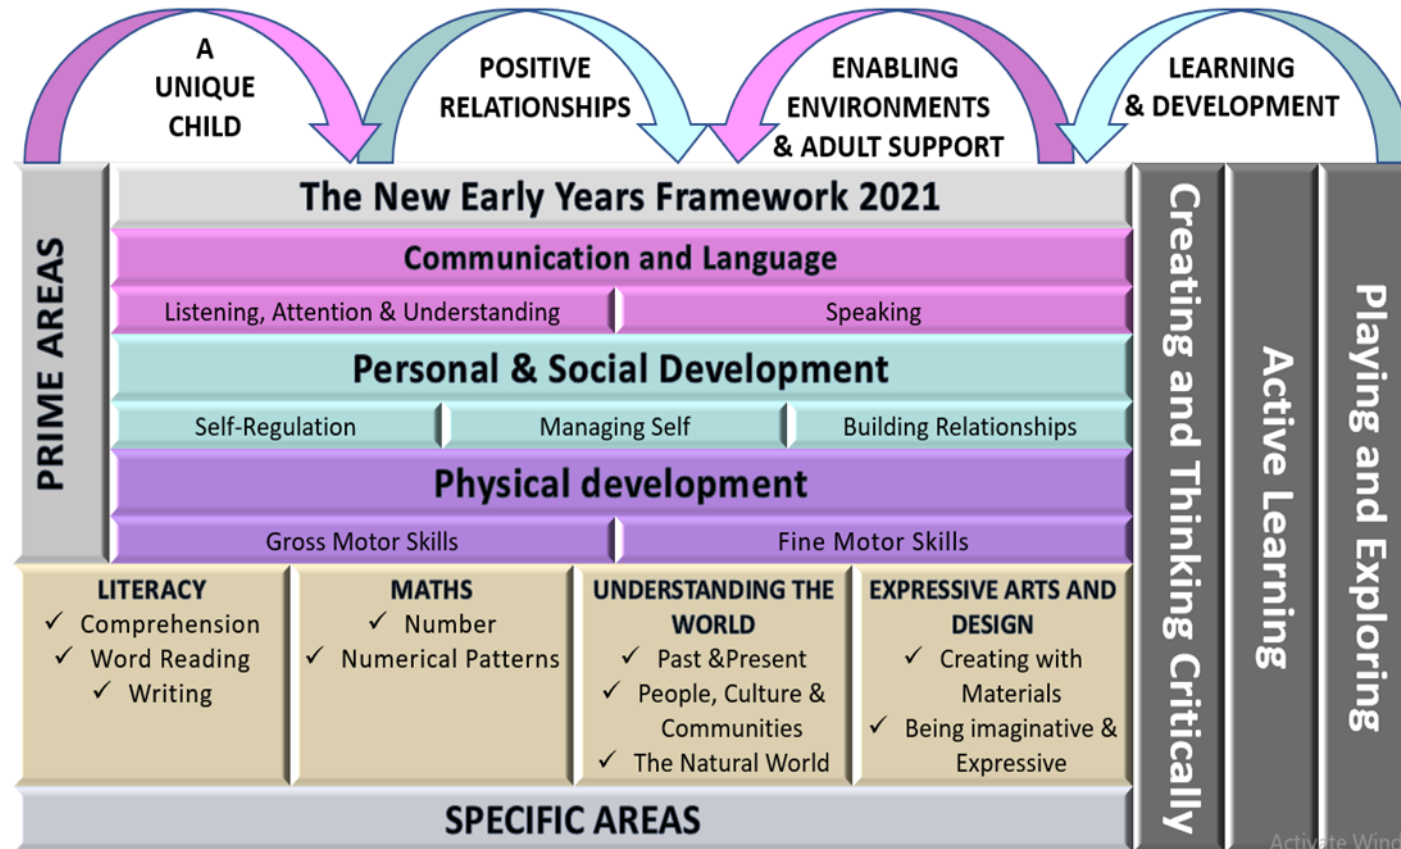 A
UNIQUE
CHILD
POSITIVE
RELATIONSHIPS
ENABLING
ENVIRONMENTS
& ADULT SUPPORT
LEARNING
& DEVELOPMENT
PRIME AREAS
The New Early Years Framework 2021
Communication and Language
Listening, Attention & Understanding
Speaking
Personal & Social Development
Self-Regulation
Managing Self
Building Relationships
Physical development
Gross Motor Skills
Fine Motor Skills
LITERACY
✓ Comprehension
✓ Word Reading
✓ Writing
MATHS
✓ Number
✓ Numerical Patterns
UNDERSTANDING THE
WORLD
✓ Past &Present
✓ People, Culture &
Communities
✓ The Natural World
EXPRESSIVE ARTS AND
DESIGN
✓ Creating with
Materials
✓ Being imaginative &
Expressive
SPECIFIC AREAS
Creating and Thinking Critically
Active Learning
Playing and Exploring
Activate Wind